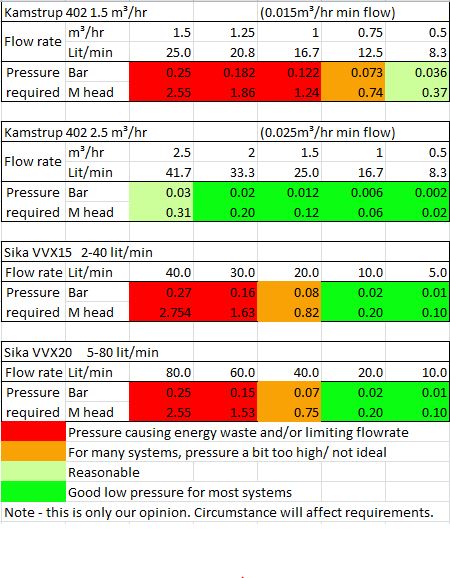 Kamstrup 402 1.5 m³/hr (0.015m³/hr min flow)
Flow rate m³/hr 1.5 1.25 1 0.75 0.5
Lit/min 25.0 20.8 16.7 12.5 8.3
Pressure Bar 0.25 0.182 0.122 0.073 0.036
required M head 2.55 1.86 1.24 0.74 0.37
Kamstrup 402 2.5 m³/hr (0.025m³/hr min flow)
Flow rate m³/hr 2.5 2 1.5 1 0.5
Lit/min 41.7 33.3 25.0 16.7 8.3
Pressure Bar 0.03 0.02 0.012 0.006 0.002
required M head 0.31 0.20 0.12 0.06 0.02
Sika VVX15 2-40 lit/min
Flow rate Lit/min 40.0 30.0 20.0 10.0 5.0
Pressure Bar 0.27 0.16 0.08 0.02 0.01
required M head 2.754 1.63 0.82 0.20 0.10
Sika VVX20 5-80 lit/min
Flow rate Lit/min 80.0 60.0 40.0 20.0 10.0
Pressure Bar 0.25 0.15 0.07 0.02 0.01
required M head 2.55 1.53 0.75 0.20 0.10
Pressure causing energy waste and/or limiting flowrate
For many systems, pressure a bit too high/ not ideal
Reasonable
Good low pressure for most systems
Note - this is only our opinion. Circumstance will affect requirements.